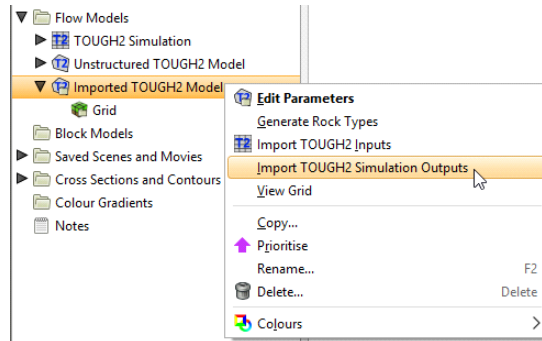 Flow Models
T2 TOUGH2 Simulation
T2 Unstructured TOUGH2 Model
Imported TOUGH2 Model
Grid
Block Models
Saved Scenes and Movies
Cross Sections and Contours
Colour Gradients
Notes
Edit Parameters
Generate Rock Types
T2 Import TOUGH2 Inputs
Import TOUGH2 Simulation Outputs
View Grid
Copy...
Prioritise
Rename... F2
Delete... Delete
Colours